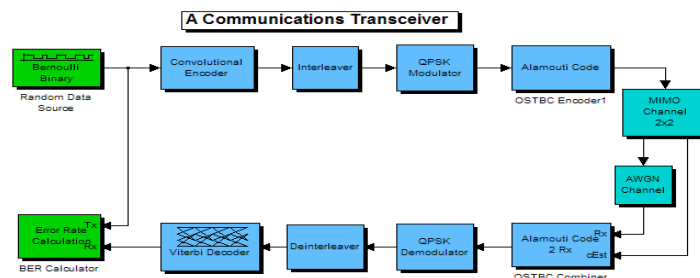 A Communications Transceiver
Bernoulli
Binary
Random Data
Source
Convolutional
Encoder
Interleaver
QPSK
Modulator
Alamouti Code
OSTBC Encoder1
MIMO
Channel
2x2
AWGN
Channel
Tx
Error Rate
Calculation
Rx
BER Calculator
Viterbi Decoder
Deinterleaver
QPSK
Demodulator
Alamouti Code
2 Rx
Rx
cEst
OSTBC Combiner